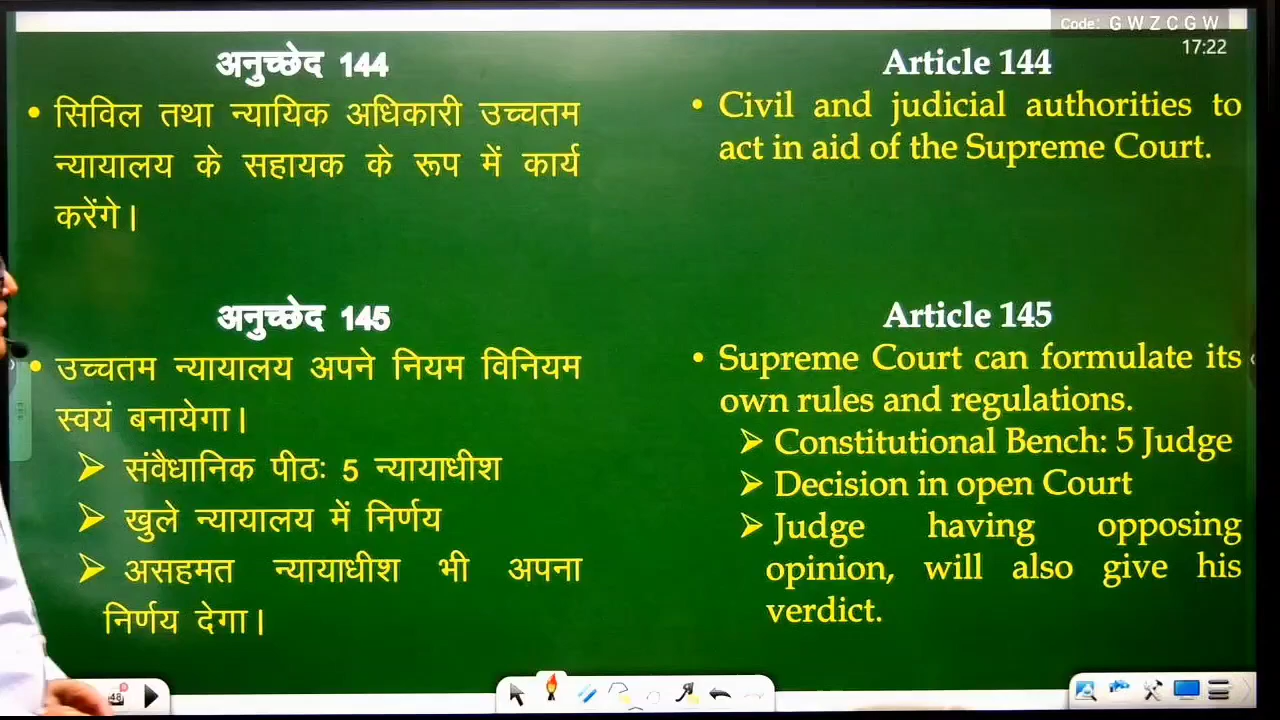 Code: G W Z C G W
17:22
अनुच्छेद 144
• सिविल तथा न्यायिक अधिकारी उच्चतम
न्यायालय के सहायक के रूप में कार्य
करेंगे।
अनुच्छेद 145
• उच्चतम न्यायालय अपने नियम विनियम
स्वयं बनायेगा।
➤ संवैधानिक पीठः 5 न्यायाधीश
➤ खुले न्यायालय में निर्णय
➤ असहमत न्यायाधीश भी अपना
निर्णय देगा।
Article 144
• Civil and judicial authorities to
act in aid of the Supreme Court.
Article 145
• Supreme Court can formulate its
own rules and regulations.
➤ Constitutional Bench: 5 Judge
➤ Decision in open Court
➤ Judge having opposing
opinion, will also give his
verdict.
48